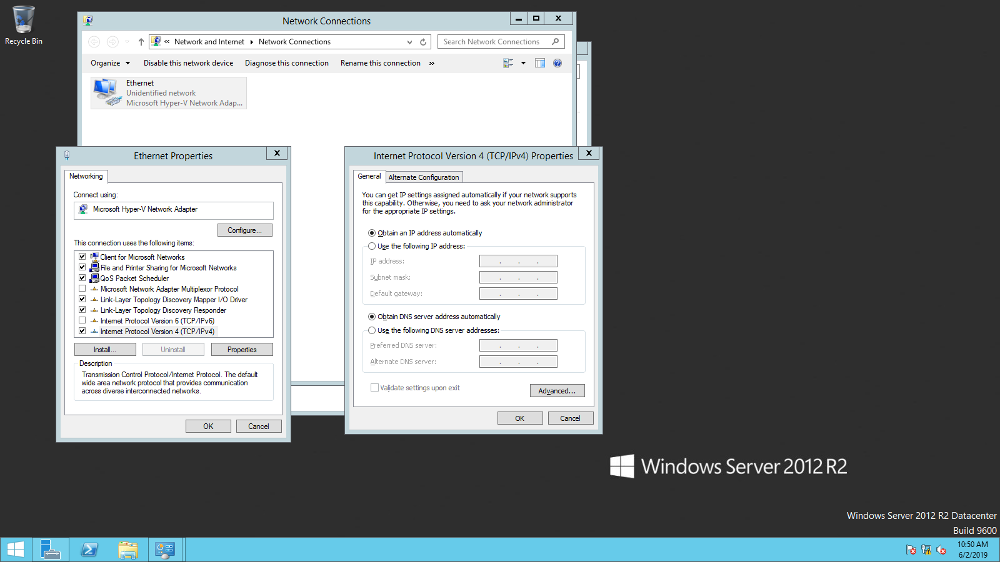 Recycle Bin
Network Connections
« Network and Internet Network Connections
Search Network Connections
Organize Disable this network device Diagnose this connection Rename this connection »
Ethernet
Unidentified network
Microsoft Hyper-V Network Adap...
Ethernet Properties
Networking
Connect using:
Microsoft Hyper-V Network Adapter
Configure...
This connection uses the following items:
Client for Microsoft Networks
File and Printer Sharing for Microsoft Networks
QoS Packet Scheduler
Microsoft Network Adapter Multiplexor Protocol
Link-Layer Topology Discovery Mapper I/O Driver
Link-Layer Topology Discovery Responder
Internet Protocol Version 6 (TCP/IPv6)
Internet Protocol Version 4 (TCP/IPv4)
Install... Uninstall Properties
Description
Transmission Control Protocol/Internet Protocol. The default
wide area network protocol that provides communication
across diverse interconnected networks.
OK Cancel
Internet Protocol Version 4 (TCP/IPv4) Properties
General Alternate Configuration
You can get IP settings assigned automatically if your network supports
this capability. Otherwise, you need to ask your network administrator
for the appropriate IP settings.
Obtain an IP address automatically
Use the following IP address:
IP address: . . .
Subnet mask: . . .
Default gateway: . . .
Obtain DNS server address automatically
Use the following DNS server addresses:
Preferred DNS server: . . .
Alternate DNS server: . . .
Validate settings upon exit
Advanced...
OK Cancel
Windows Server 2012 R2
Windows Server 2012 R2 Datacenter
Build 9600
10:50 AM
6/2/2019